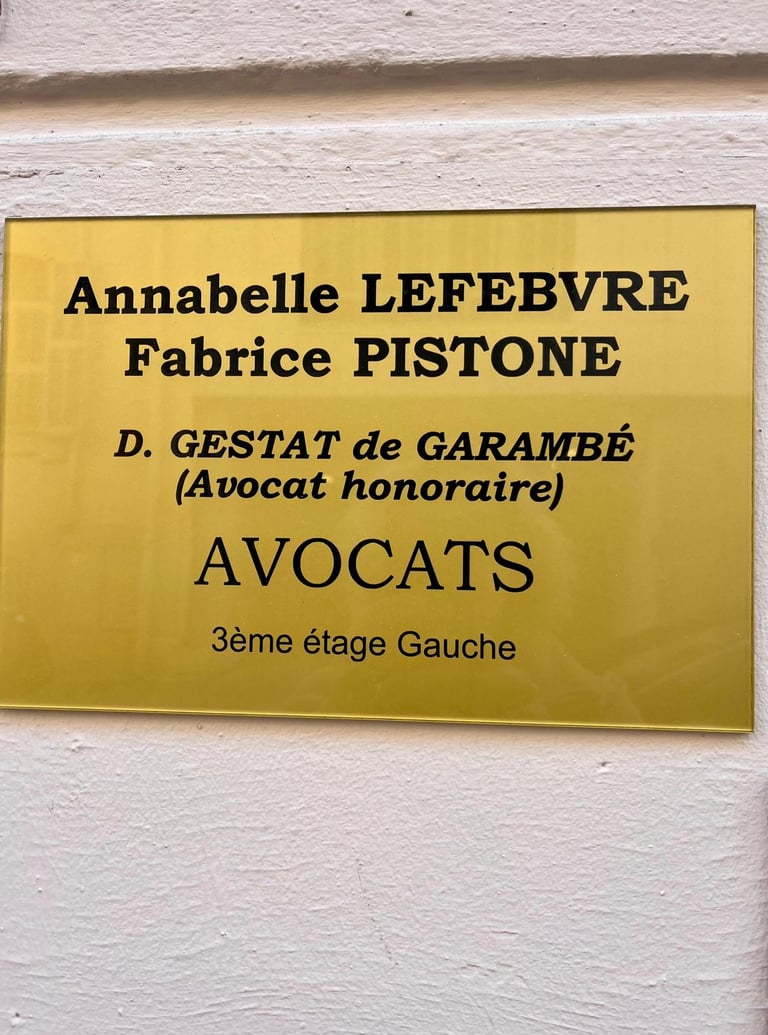 Annabelle LEFEBVRE
Fabrice PISTONE
D. GESTAT de GARAMBÉ
(Avocat honoraire)
AVOCATS
3ème étage Gauche